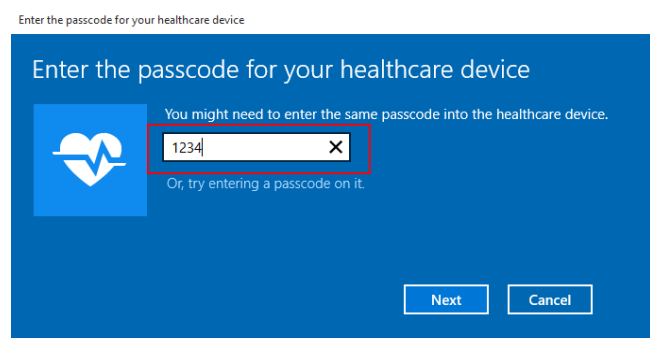 Enter the passcode for your healthcare device
Enter the passcode for your healthcare device
You might need to enter the same passcode into the healthcare device.
1234
Or, try entering a passcode on it.
Next Cancel